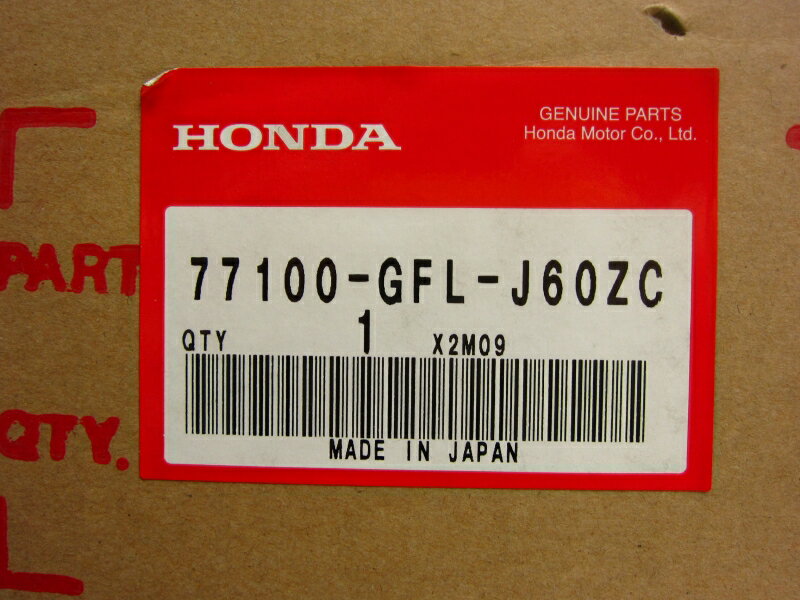 HONDA
GENUINE PARTS
Honda Motor Co., Ltd.
77100-GFL-J60ZC
QTY 1 X2M09
MADE IN JAPAN
PART
QTY.